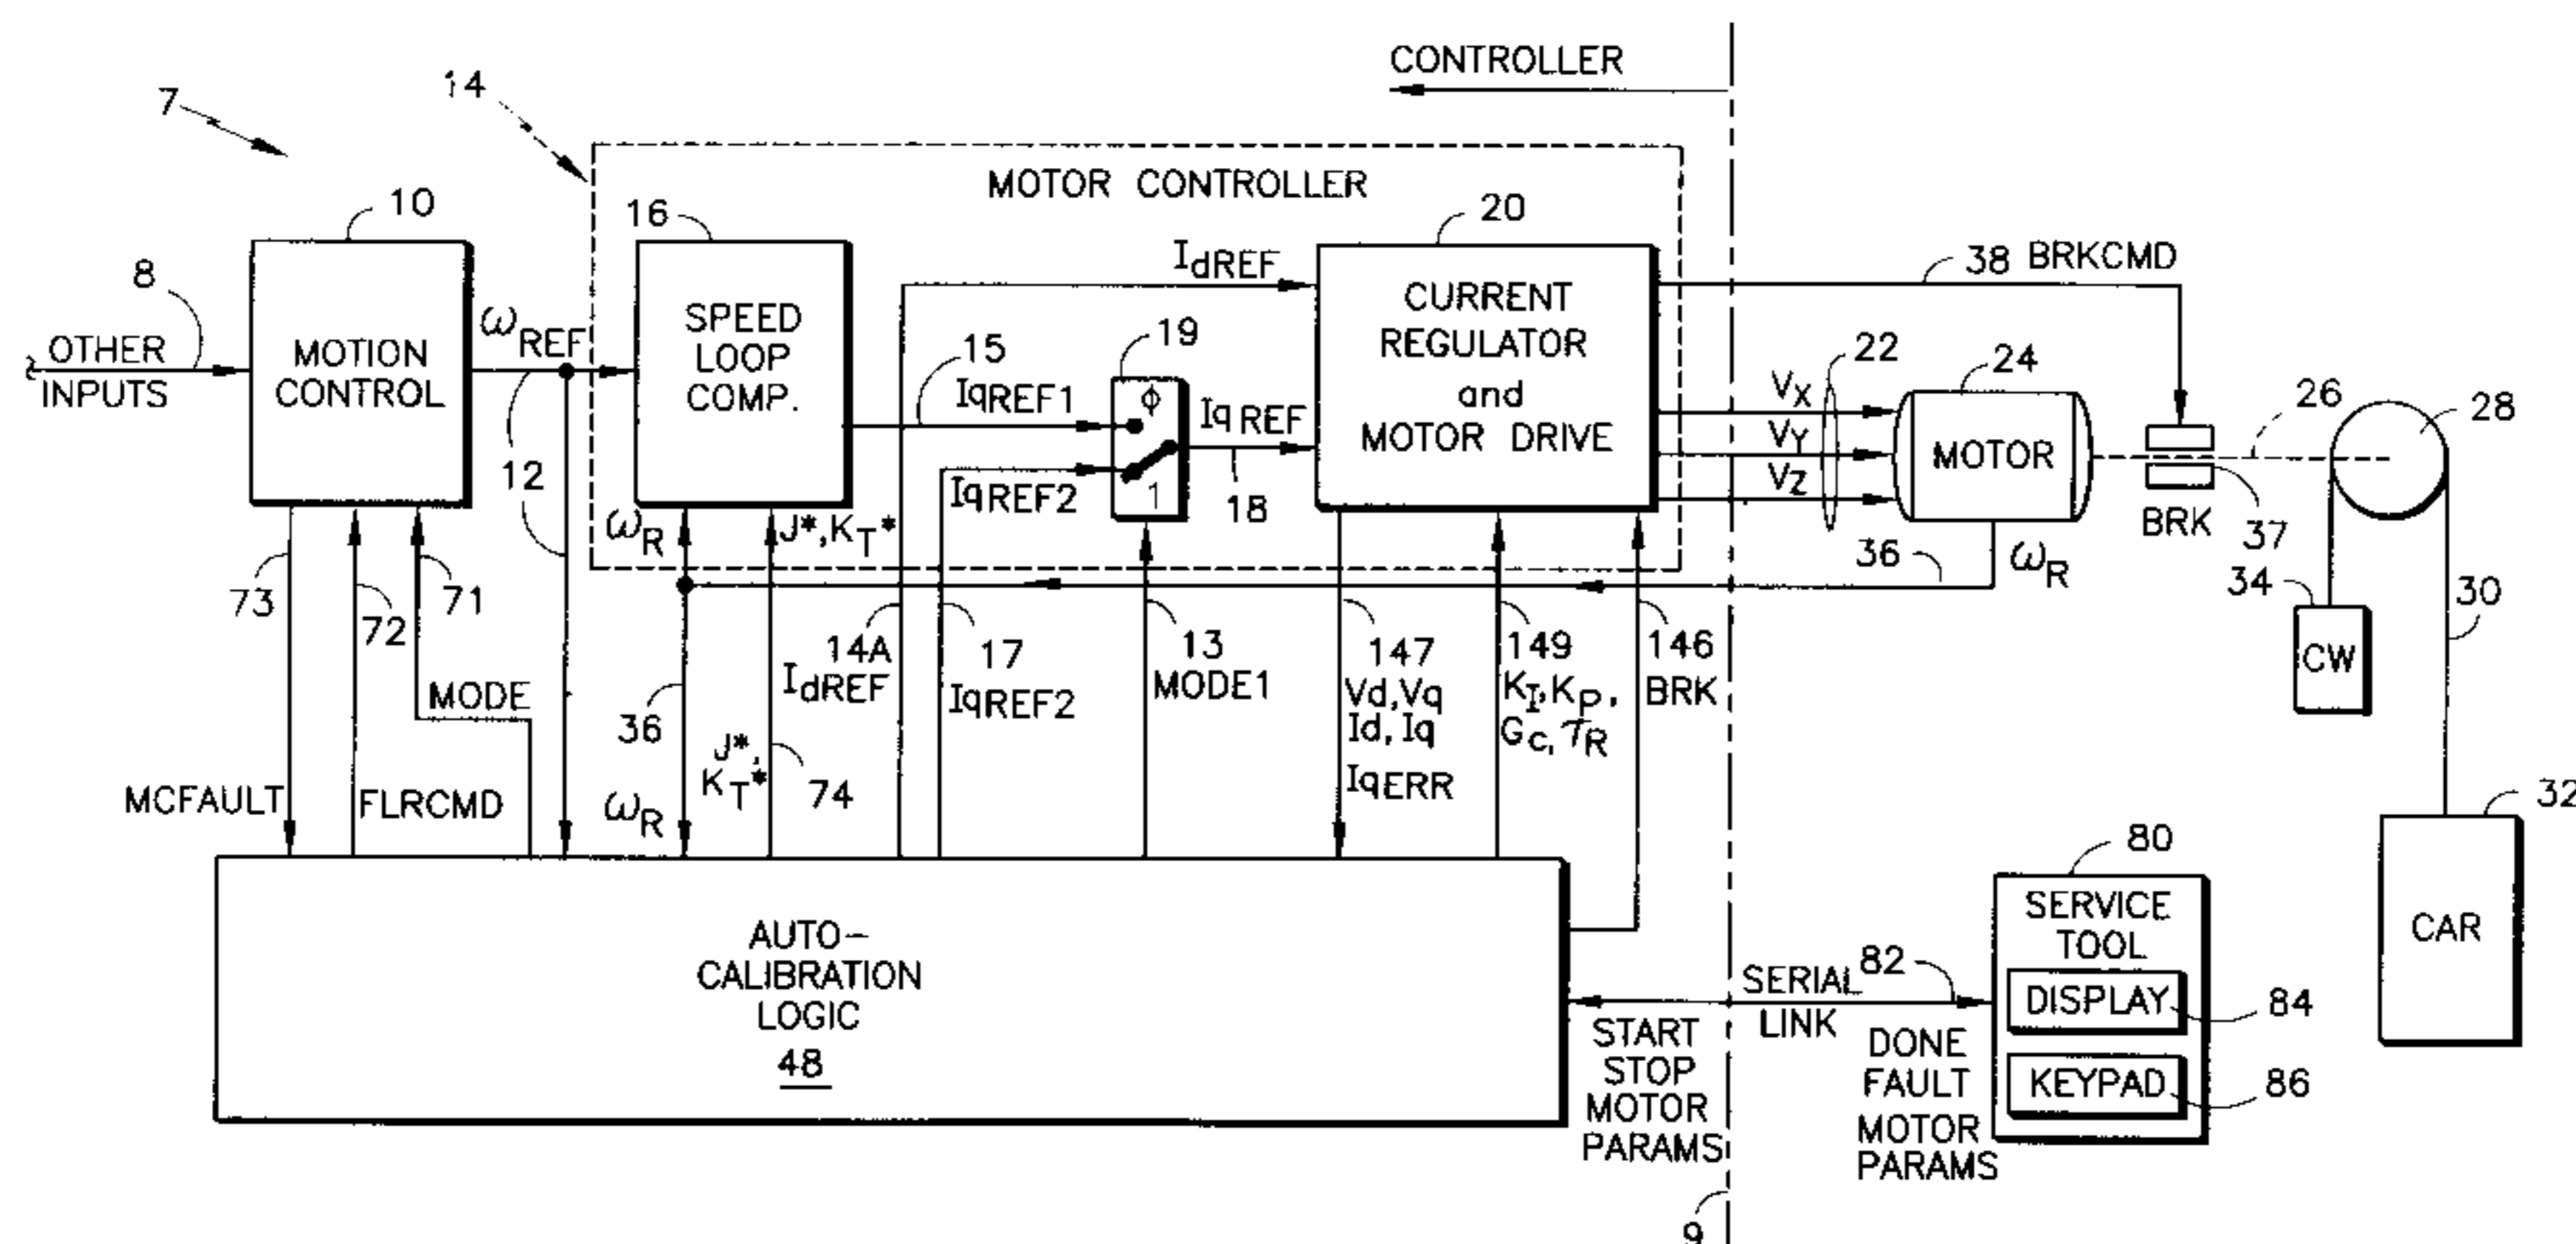 CONTROLLER
7
14
MOTOR CONTROLLER
10
16
20
8
OTHER
INPUTS
MOTION
CONTROL
ωREF
12
SPEED
LOOP
COMP.
IdREF
15
IqREF1
IqREF2
19
ϕ
1
IqREF
18
CURRENT
REGULATOR
and
MOTOR DRIVE
38 BRKCMD
22
VX
VY
VZ
24
MOTOR
26
28
BRK
37
ωR
J*,KT*
36
ωR
34
CW
30
73
72
71
MODE
MCFAULT
FLRCMD
36
ωR
J*,
KT*
74
14A
IdREF
17
IqREF2
13
MODE1
147
Vd,Vq
Id, Iq
IqERR
149
KI,KP,
Gc, τR
146
BRK
32
CAR
80
SERVICE
TOOL
DISPLAY
84
KEYPAD
86
AUTO-
CALIBRATION
LOGIC
48
SERIAL
LINK
82
START
STOP
MOTOR
PARAMS
DONE
FAULT
MOTOR
PARAMS
9